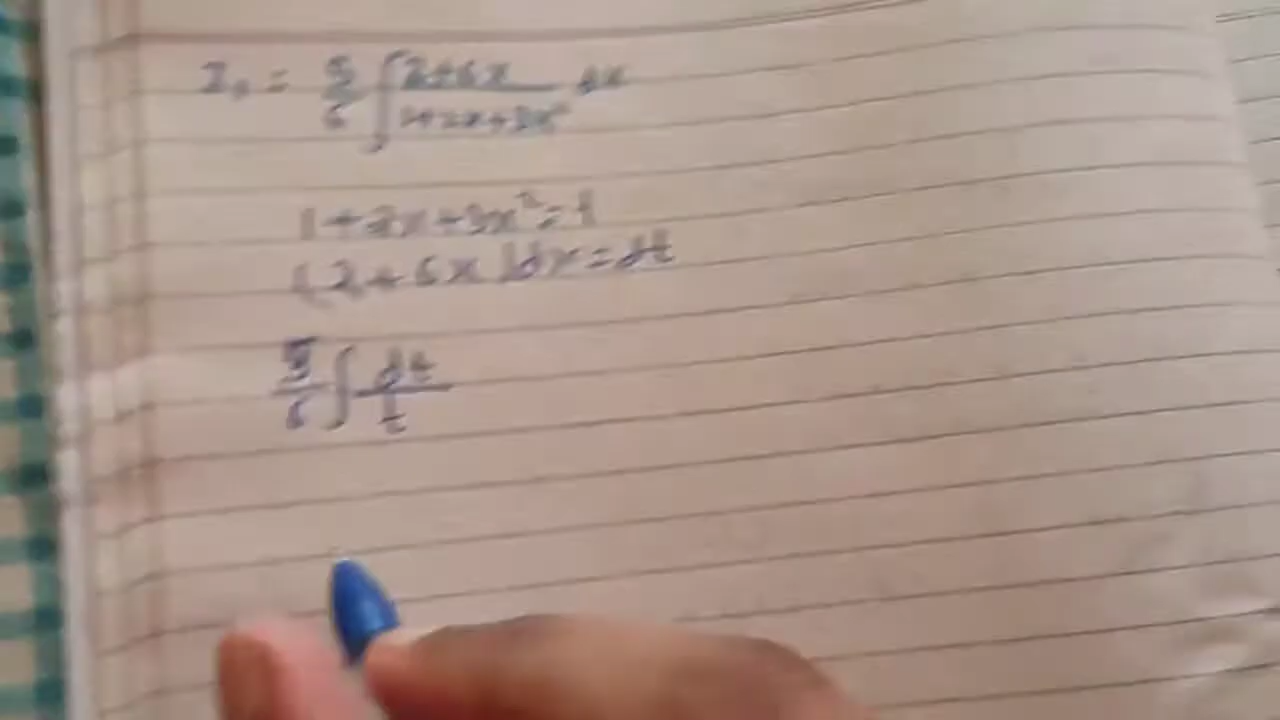 I₁ = 5/6 ∫ 2+6x / 1+2x+3x² dx
1+2x+3x²=t
(2+6x)dx=dt
5/6 ∫ dt/t